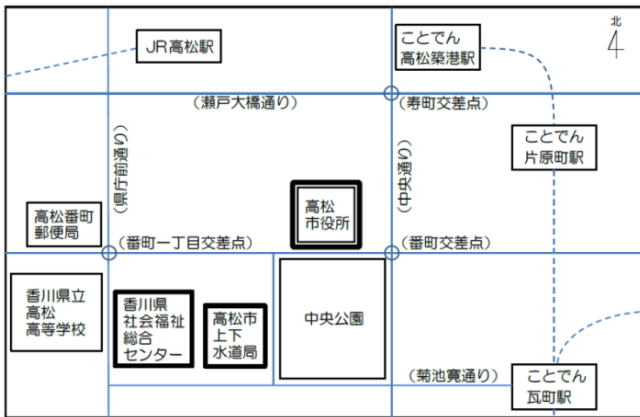 北
JR高松駅
ことでん
高松築港駅
（瀬戸大橋通り）
（寿町交差点）
（県庁前通り）
（中央通り）
ことでん
片原町駅
高松番町
郵便局
高松
市役所
（番町一丁目交差点）
（番町交差点）
香川県立
高松
高等学校
香川県
社会福祉
総合
センター
高松市
上下
水道局
中央公園
（菊池寛通り）
ことでん
瓦町駅